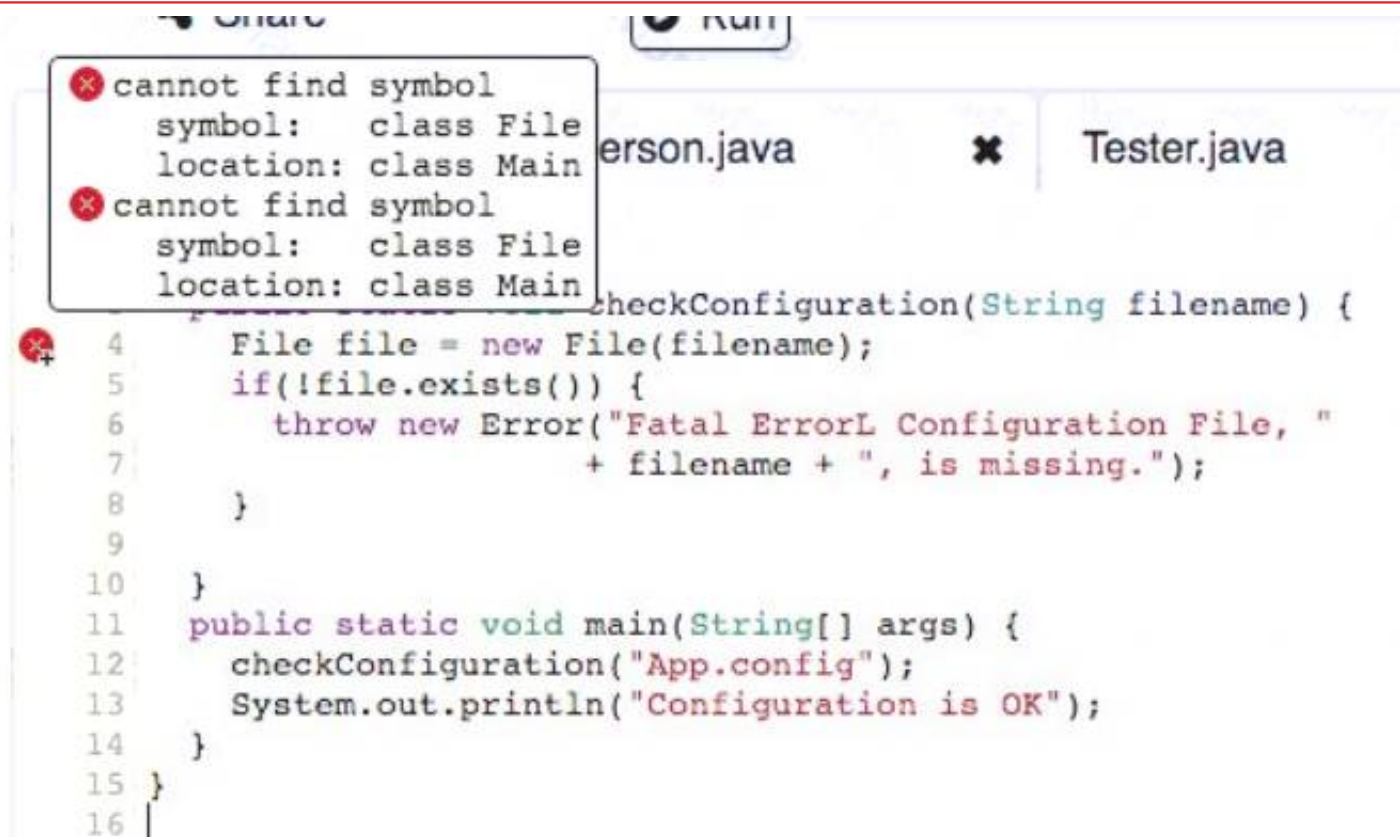 Share
Run
cannot find symbol
symbol: class File
location: class Main
cannot find symbol
symbol: class File
location: class Main
erson.java
Tester.java
checkConfiguration(String filename) {
4 File file = new File(filename);
5 if(!file.exists()) {
6 throw new Error("Fatal ErrorL Configuration File, "
7 + filename + ", is missing.");
8 }
9
10 }
11 public static void main(String[] args) {
12 checkConfiguration("App.config");
13 System.out.println("Configuration is OK");
14 }
15 }
16